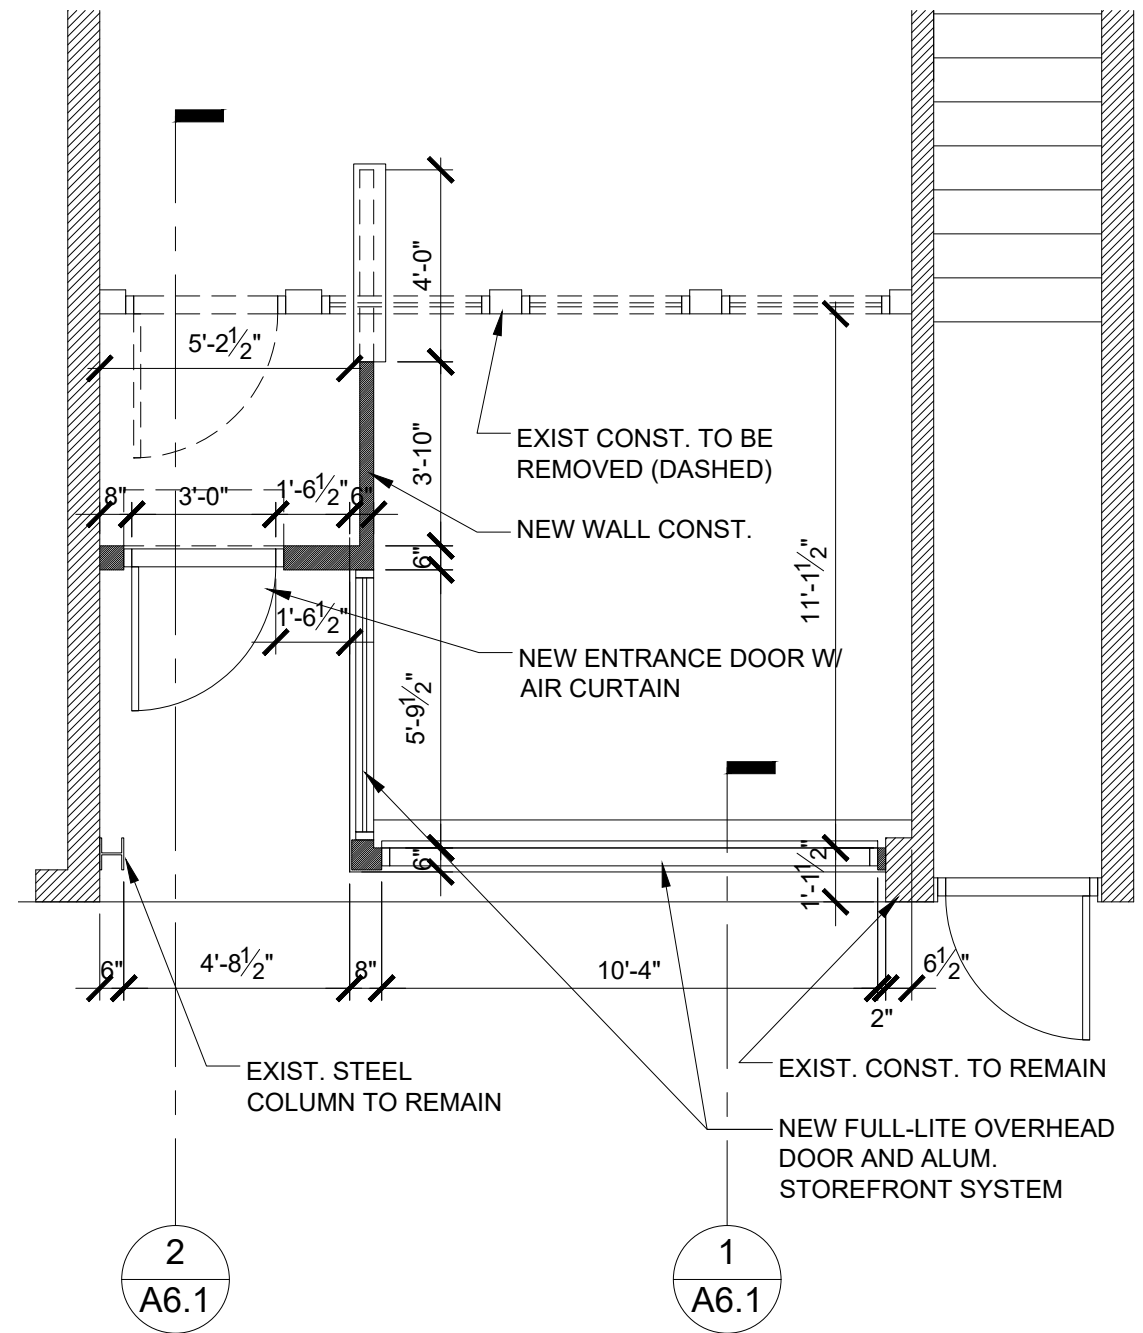 4'-0"
5'-2½"
EXIST CONST. TO BE
REMOVED (DASHED)
3'-10"
8"
3'-0"
1'-6½"
6"
NEW WALL CONST.
6"
11'-1½"
1'-6½"
NEW ENTRANCE DOOR W/
AIR CURTAIN
5'-9½"
6"
1'-1½"
6"
4'-8½"
8"
10'-4"
6½"
2"
EXIST. STEEL
COLUMN TO REMAIN
EXIST. CONST. TO REMAIN
NEW FULL-LITE OVERHEAD
DOOR AND ALUM.
STOREFRONT SYSTEM
2
A6.1
1
A6.1